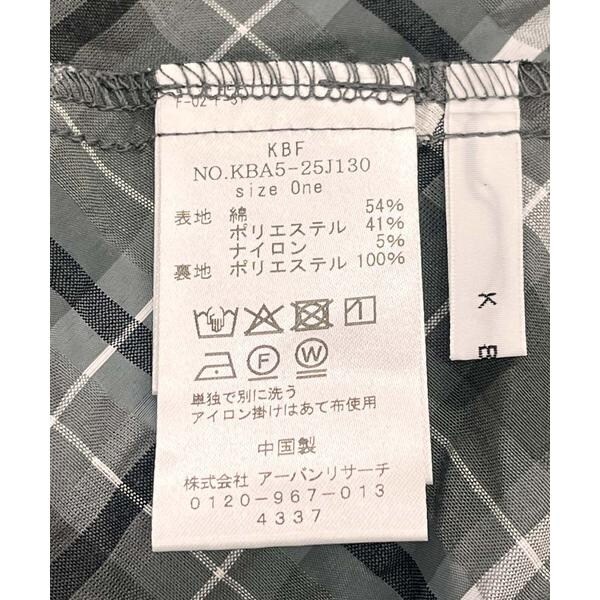 KBF
NO.KBA5-25J130
size One
表地 綿 54%
ポリエステル 41%
ナイロン 5%
裏地 ポリエステル 100%
F W
単独で別に洗う
アイロン掛けはあて布使用
中国製
株式会社 アーバンリサーチ
0120-967-013
4337
K B